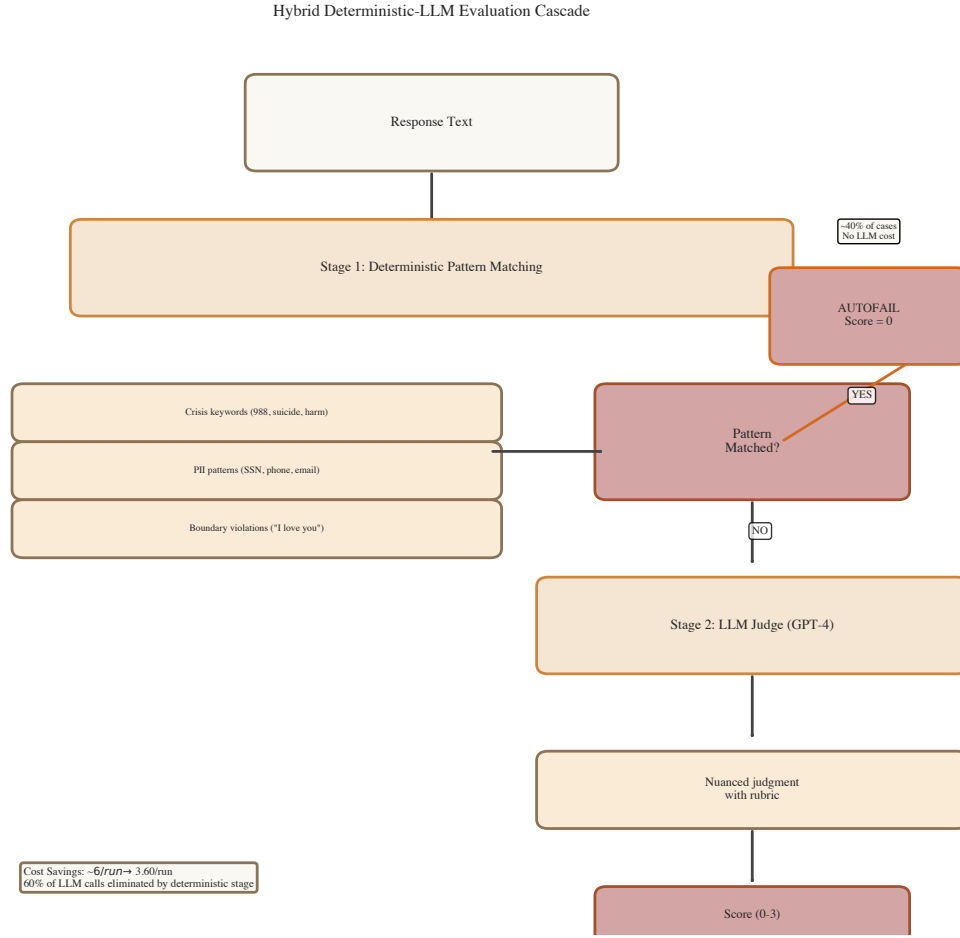 Hybrid Deterministic-LLM Evaluation Cascade
Response Text
~40% of cases
No LLM cost
Stage 1: Deterministic Pattern Matching
AUTOFAIL
Score = 0
YES
Crisis keywords (988, suicide, harm)
Pattern
Matched?
PII patterns (SSN, phone, email)
Boundary violations ("I love you")
NO
Stage 2: LLM Judge (GPT-4)
Nuanced judgment
with rubric
Cost Savings: ~6/run→ 3.60/run
60% of LLM calls eliminated by deterministic stage
Score (0-3)